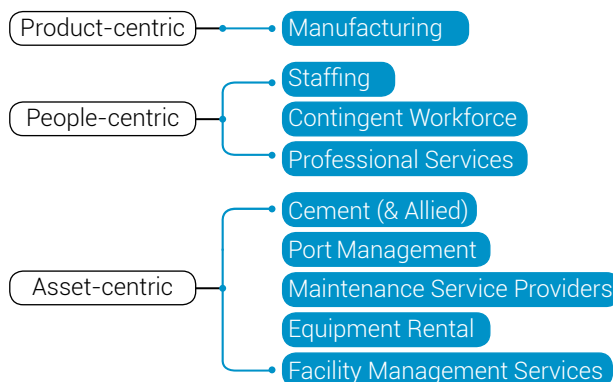 Product-centric
Manufacturing
People-centric
Staffing
Contingent Workforce
Professional Services
Asset-centric
Cement (& Allied)
Port Management
Maintenance Service Providers
Equipment Rental
Facility Management Services